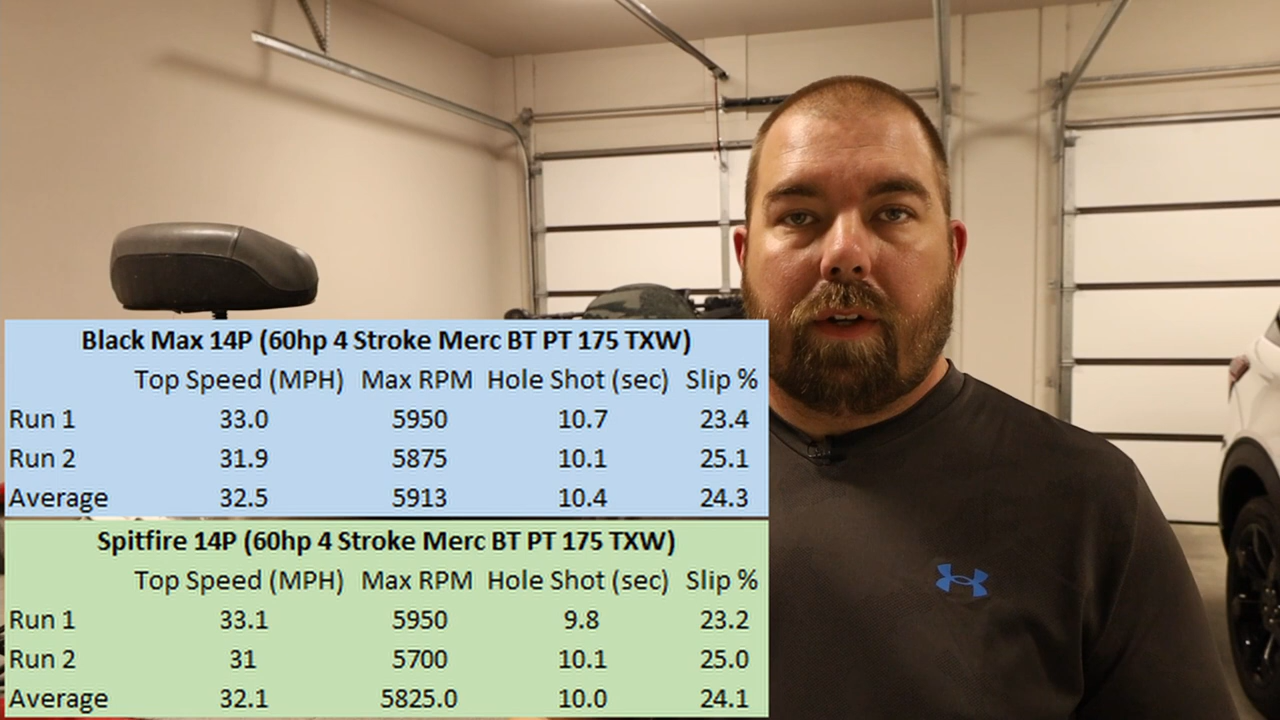 Black Max 14P (60hp 4 Stroke Merc BT PT 175 TXW)
Top Speed (MPH) Max RPM Hole Shot (sec) Slip %
Run 1 33.0 5950 10.7 23.4
Run 2 31.9 5875 10.1 25.1
Average 32.5 5913 10.4 24.3
Spitfire 14P (60hp 4 Stroke Merc BT PT 175 TXW)
Top Speed (MPH) Max RPM Hole Shot (sec) Slip %
Run 1 33.1 5950 9.8 23.2
Run 2 31 5700 10.1 25.0
Average 32.1 5825.0 10.0 24.1